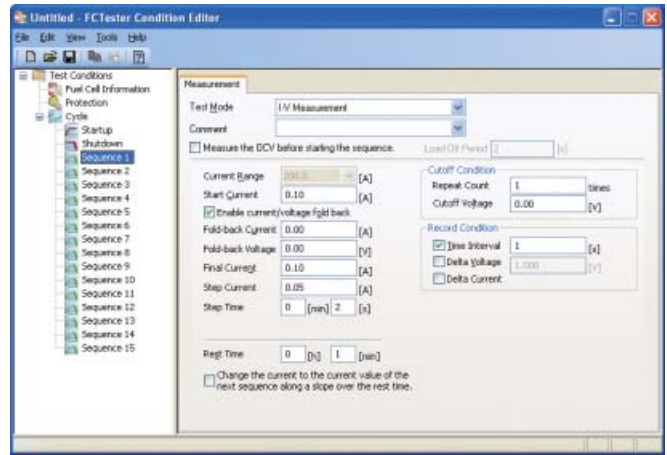 Untitled - FCTester Condition Editor
File Edit View Tools Help
Test Conditions
Fuel Cell Information
Protection
Cycle
Startup
Shutdown
Sequence 1
Sequence 2
Sequence 3
Sequence 4
Sequence 5
Sequence 6
Sequence 7
Sequence 8
Sequence 9
Sequence 10
Sequence 11
Sequence 12
Sequence 13
Sequence 14
Sequence 15
Measurement
Test Mode I-V Measurement
Comment
Measure the OCV before starting the sequence. Load Off Period 2 [s]
Current Range [A]
Start Current 0.10 [A]
Enable current/voltage fold back
Fold-back Current 0.00 [A]
Fold-back Voltage 0.00 [V]
Final Current 0.10 [A]
Step Current 0.05 [A]
Step Time 0 [min] 2 [s]
Rest Time 0 [h] 1 [min]
Change the current to the current value of the
next sequence along a slope over the rest time.
Cutoff Condition
Repeat Count 1 times
Cutoff Voltage 0.00 [V]
Record Condition
Time Interval 1 [s]
Delta Voltage 1.000 [V]
Delta Current